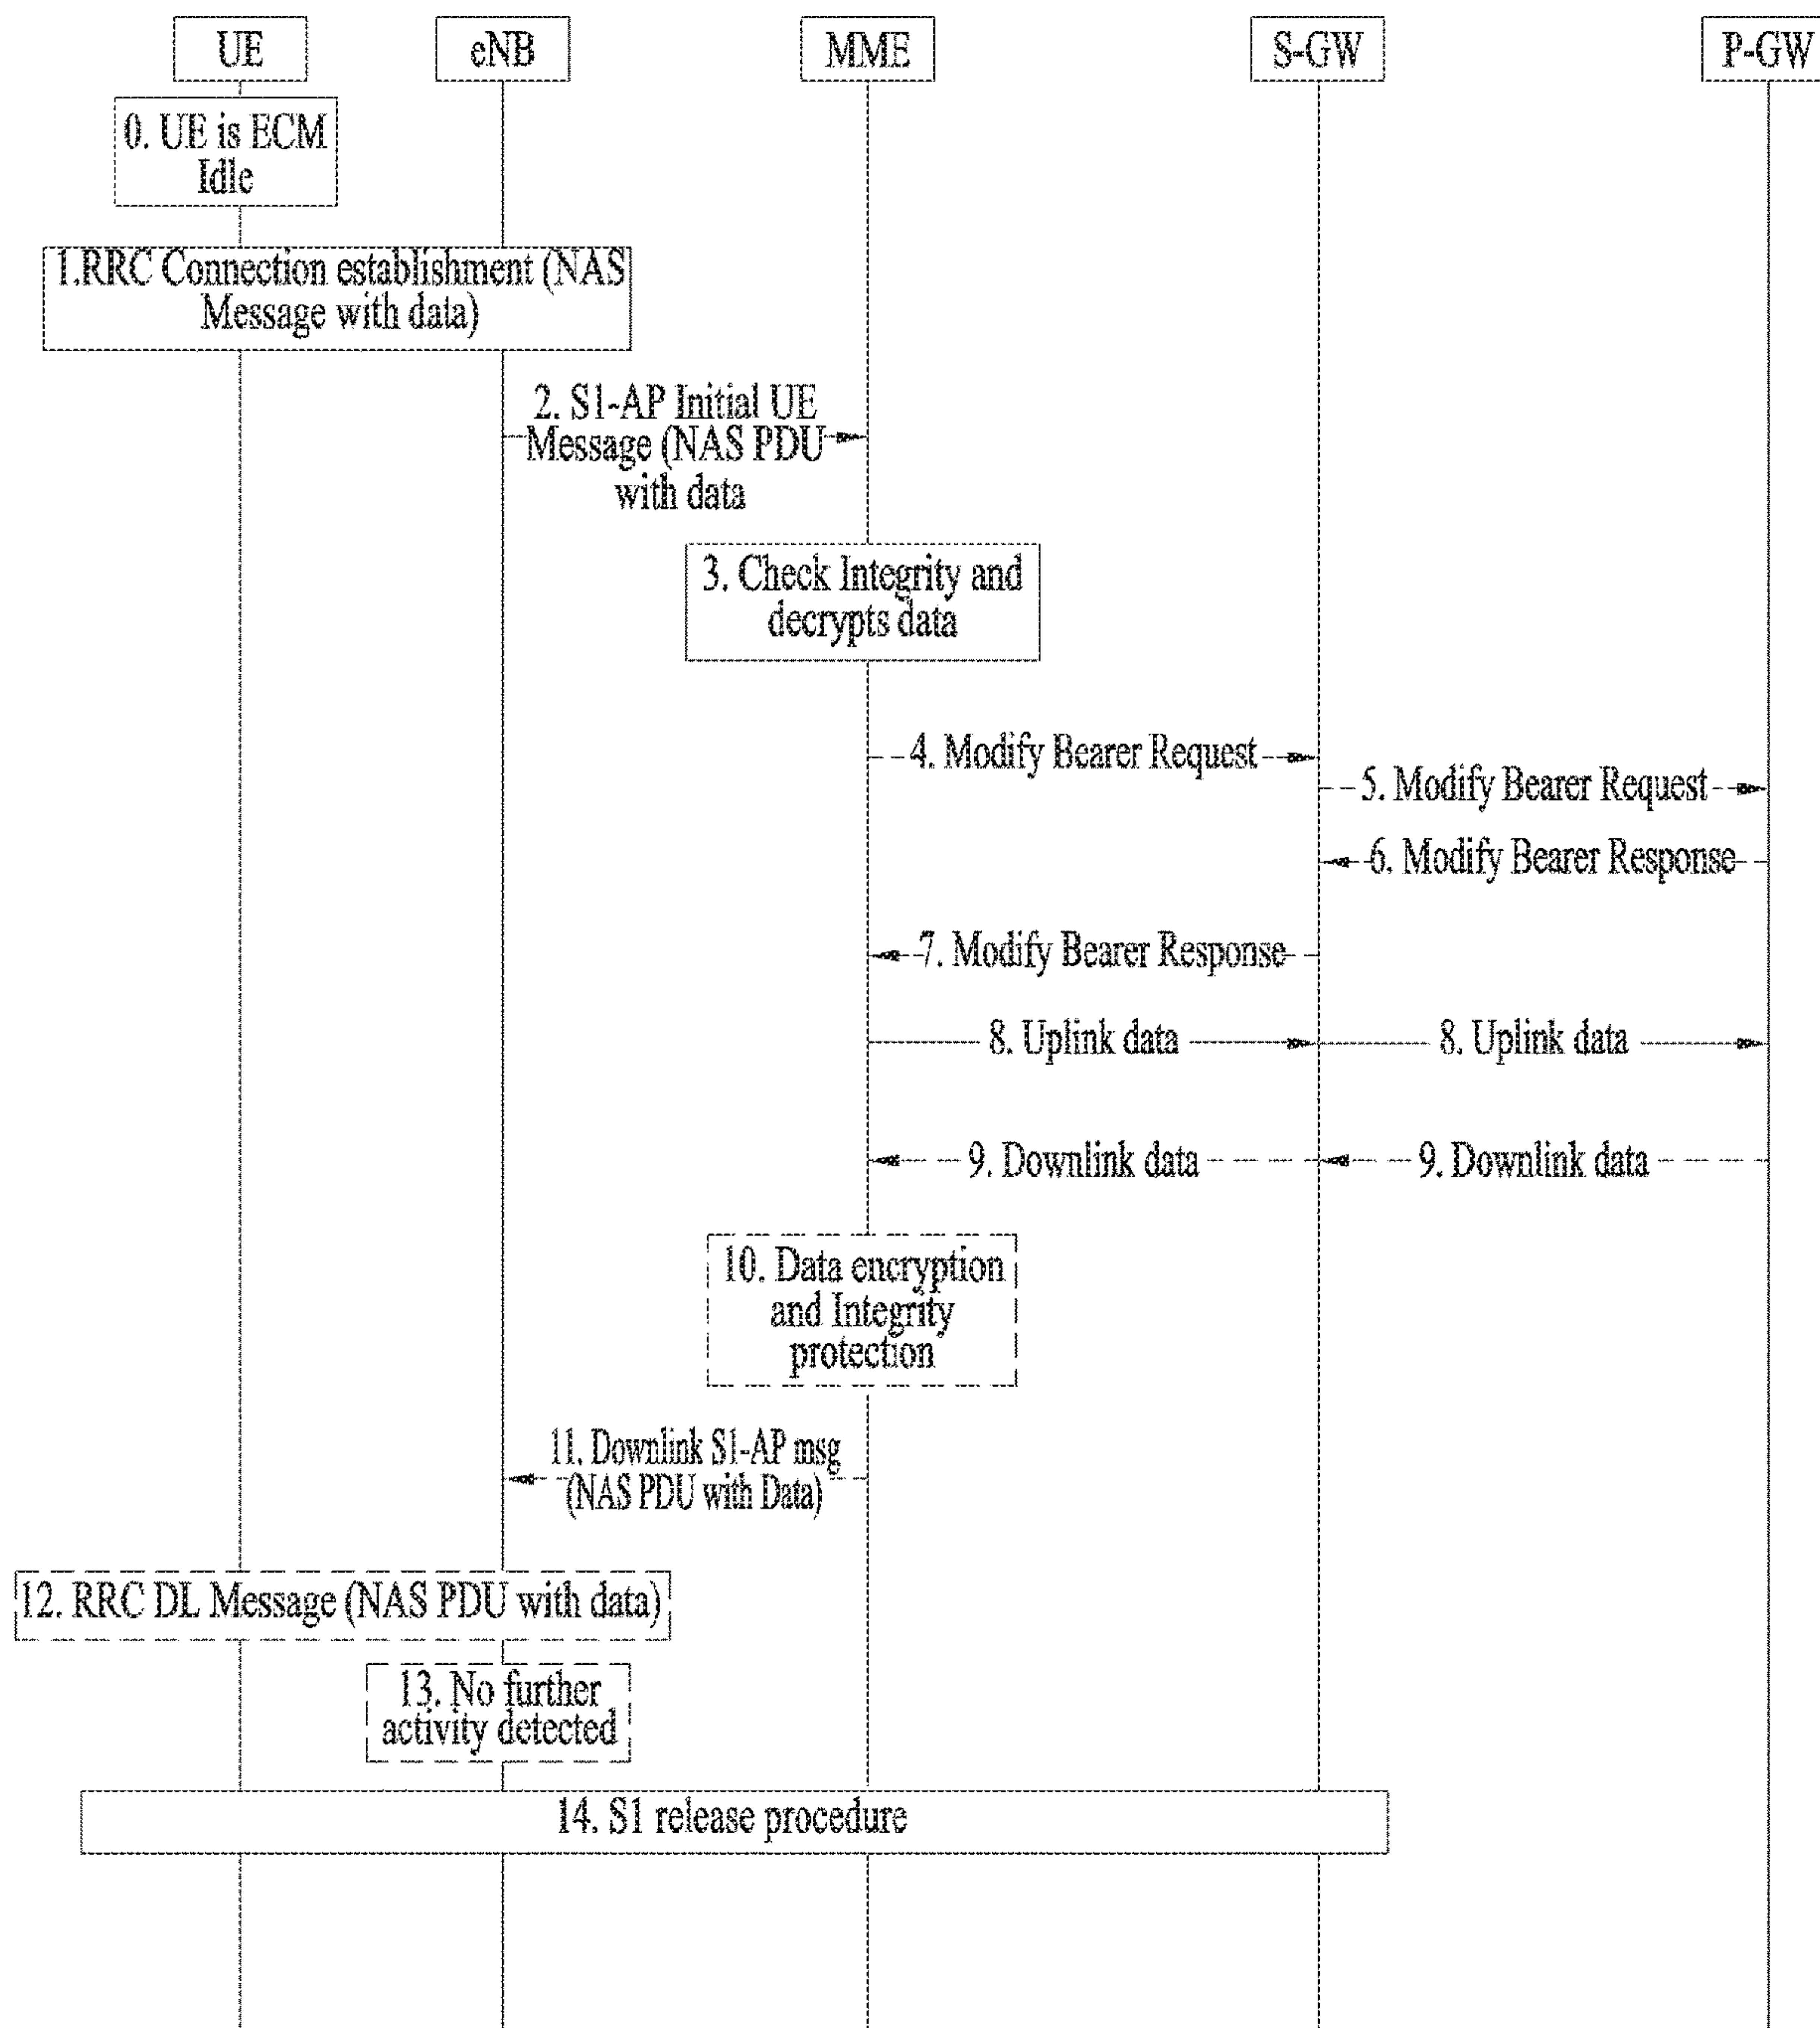 UE
eNB
MME
S-GW
P-GW
0. UE is ECM
Idle
1.RRC Connection establishment (NAS
Message with data)
2. S1-AP Initial UE
Message (NAS PDU
with data
3. Check Integrity and
decrypts data
4. Modify Bearer Request
5. Modify Bearer Request
6. Modify Bearer Response
7. Modify Bearer Response
8. Uplink data
8. Uplink data
9. Downlink data
9. Downlink data
10. Data encryption
and Integrity
protection
11. Downlink S1-AP msg
(NAS PDU with Data)
12. RRC DL Message (NAS PDU with data)
13. No further
activity detected
14. S1 release procedure